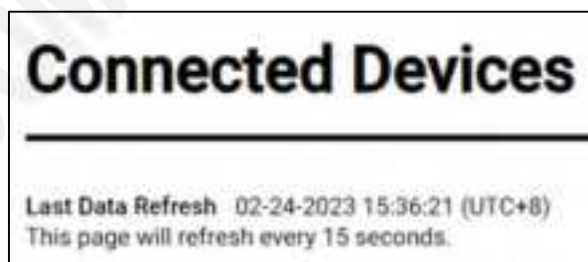 Connected Devices
Last Data Refresh 02-24-2023 15:36:21 (UTC+8)
This page will refresh every 15 seconds.